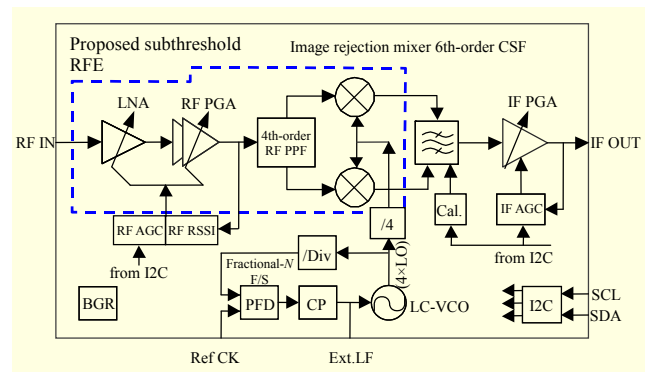 Proposed subthreshold
RFE
Image rejection mixer 6th-order CSF
LNA
RF PGA
IF PGA
RF IN
4th-order
RF PPF
IF OUT
RF AGC
RF RSSI
/4
Cal.
IF AGC
from I2C
from I2C
/Div
(4×LO)
Fractional-N
F/S
PFD
CP
LC-VCO
BGR
I2C
SCL
SDA
Ref CK
Ext.LF